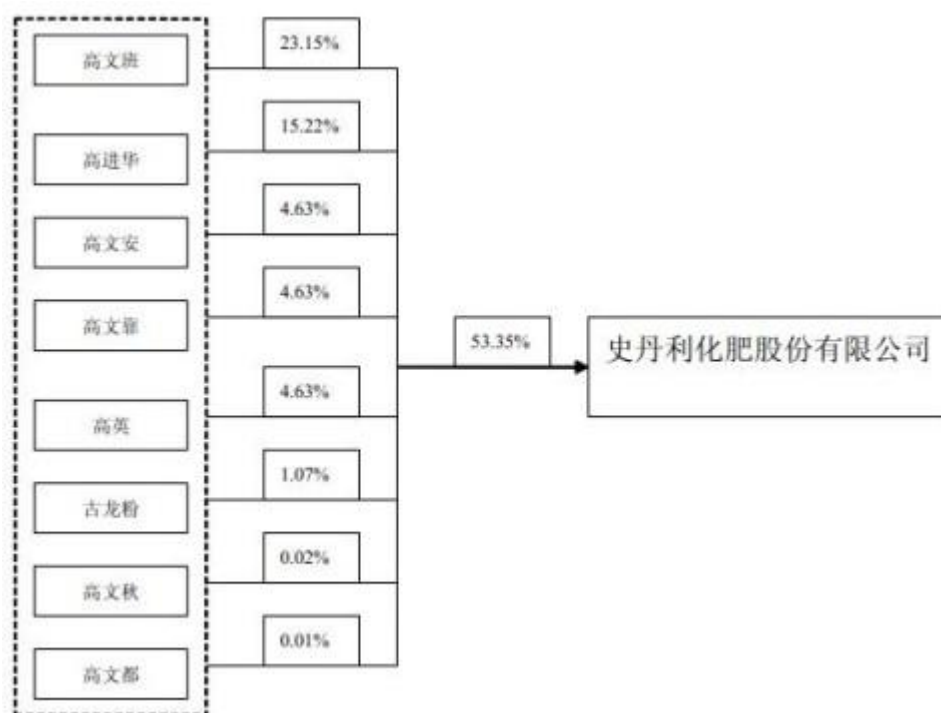 高文班
23.15%
高进华
15.22%
高文安
4.63%
高文靠
4.63%
53.35%
史丹利化肥股份有限公司
高英
4.63%
古龙粉
1.07%
高文秋
0.02%
高文都
0.01%